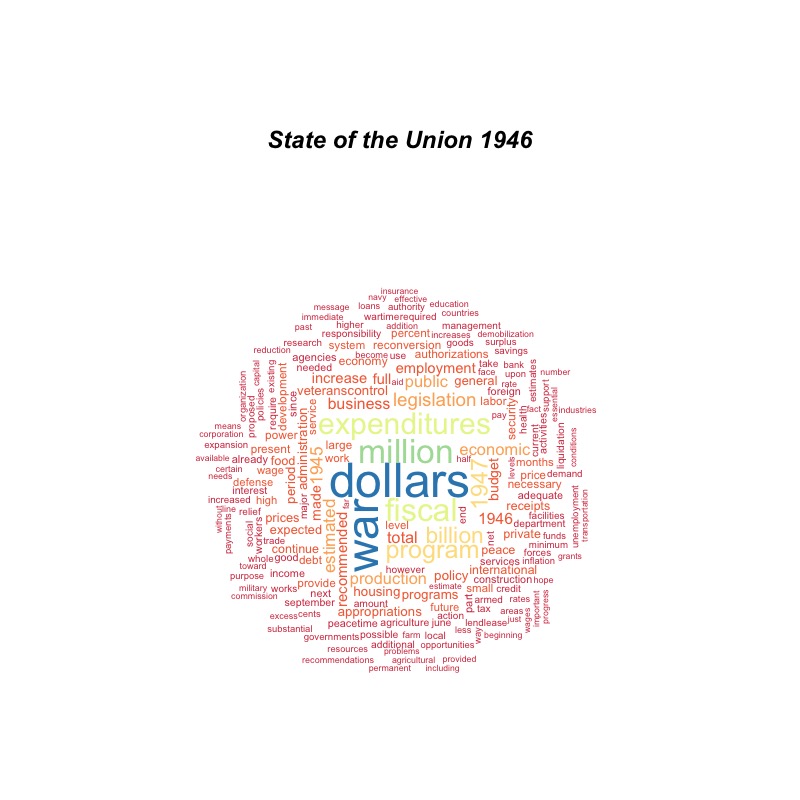 State of the Union 1946
insurance
navy effective
message loans authority education
immediate wartime required countries
past higher addition management
responsibility percent increases demobilization
research system reconversion goods surplus
reduction agencies become use authorizations savings
needed economy employment take bank number
existing capital increase full aid public general face upon estimates
organization development veterans control legislation foreign rate support essential
proposed policies require since service business labor security health fact industries
means expenditures pay current activities
corporation power
expansion present administration large million economic liquidation conditions
available already food 1945 work half months
certain wage dollars 1947 budget levels price demand
needs defense period necessary
interest major made far adequate
increased high war fiscal end receipts
without line relief prices 1946 facilities unemployment transportation
payments social workers expected estimated recommended level billion net department
trade total private funds
whole good continue debt program peace forces minimum
toward services inflation grants
purpose income however international
provide production policy construction hope
military works next housing estimate small credit
commission september amount programs part armed rates important progress
excess cents appropriations future tax areas
peacetime agriculture june action lendlease just wages
substantial less way
governments possible farm local beginning
resources additional opportunities
problems
recommendations agricultural provided
permanent including